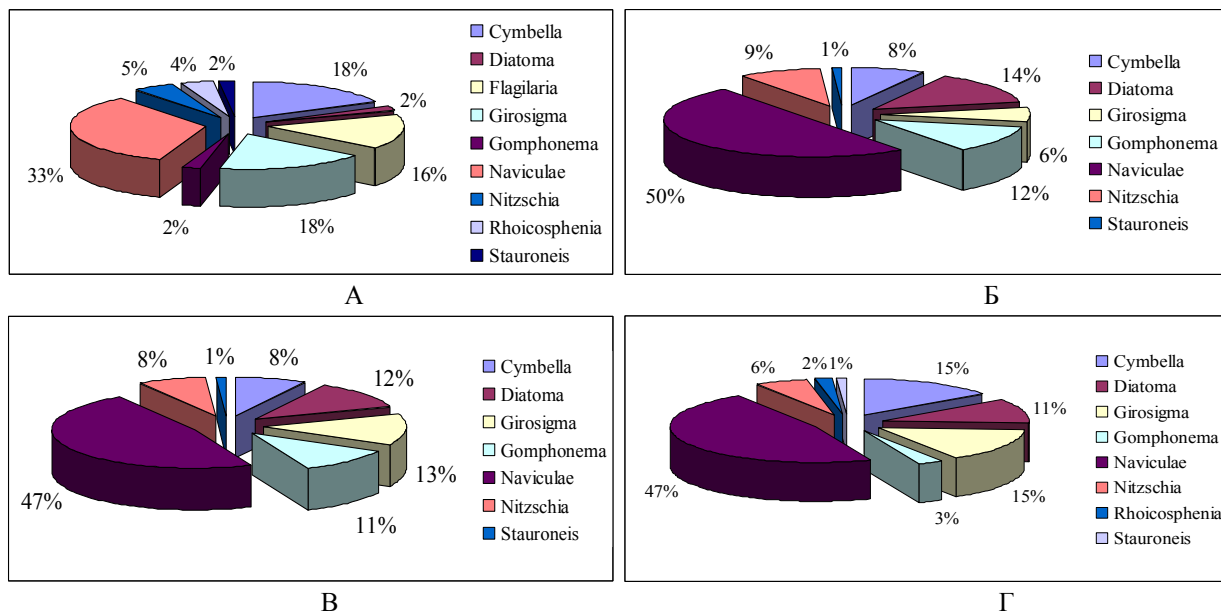 18%
2%
16%
18%
2%
33%
5%
4%
2%
Cymbella
Diatoma
Flagilaria
Girosigma
Gomphonema
Naviculae
Nitzschia
Rhoicosphenia
Stauroneis
А
8%
14%
6%
12%
50%
9%
1%
Cymbella
Diatoma
Girosigma
Gomphonema
Naviculae
Nitzschia
Stauroneis
Б
8%
12%
13%
11%
47%
8%
1%
Cymbella
Diatoma
Girosigma
Gomphonema
Naviculae
Nitzschia
Stauroneis
В
15%
11%
15%
3%
47%
6%
2%
1%
Cymbella
Diatoma
Girosigma
Gomphonema
Naviculae
Nitzschia
Rhoicosphenia
Stauroneis
Г